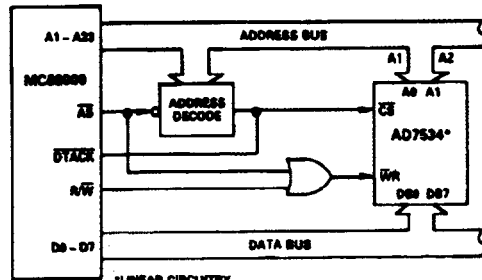 A1 – A23
ADDRESS BUS
MC68000
A1
A2
A0 A1
AS
ADDRESS
DECODE
CS
AD7534*
DTACK
R/W
WR
DB0 DB7
D0 – D7
DATA BUS
*LINEAR CIRCUITRY